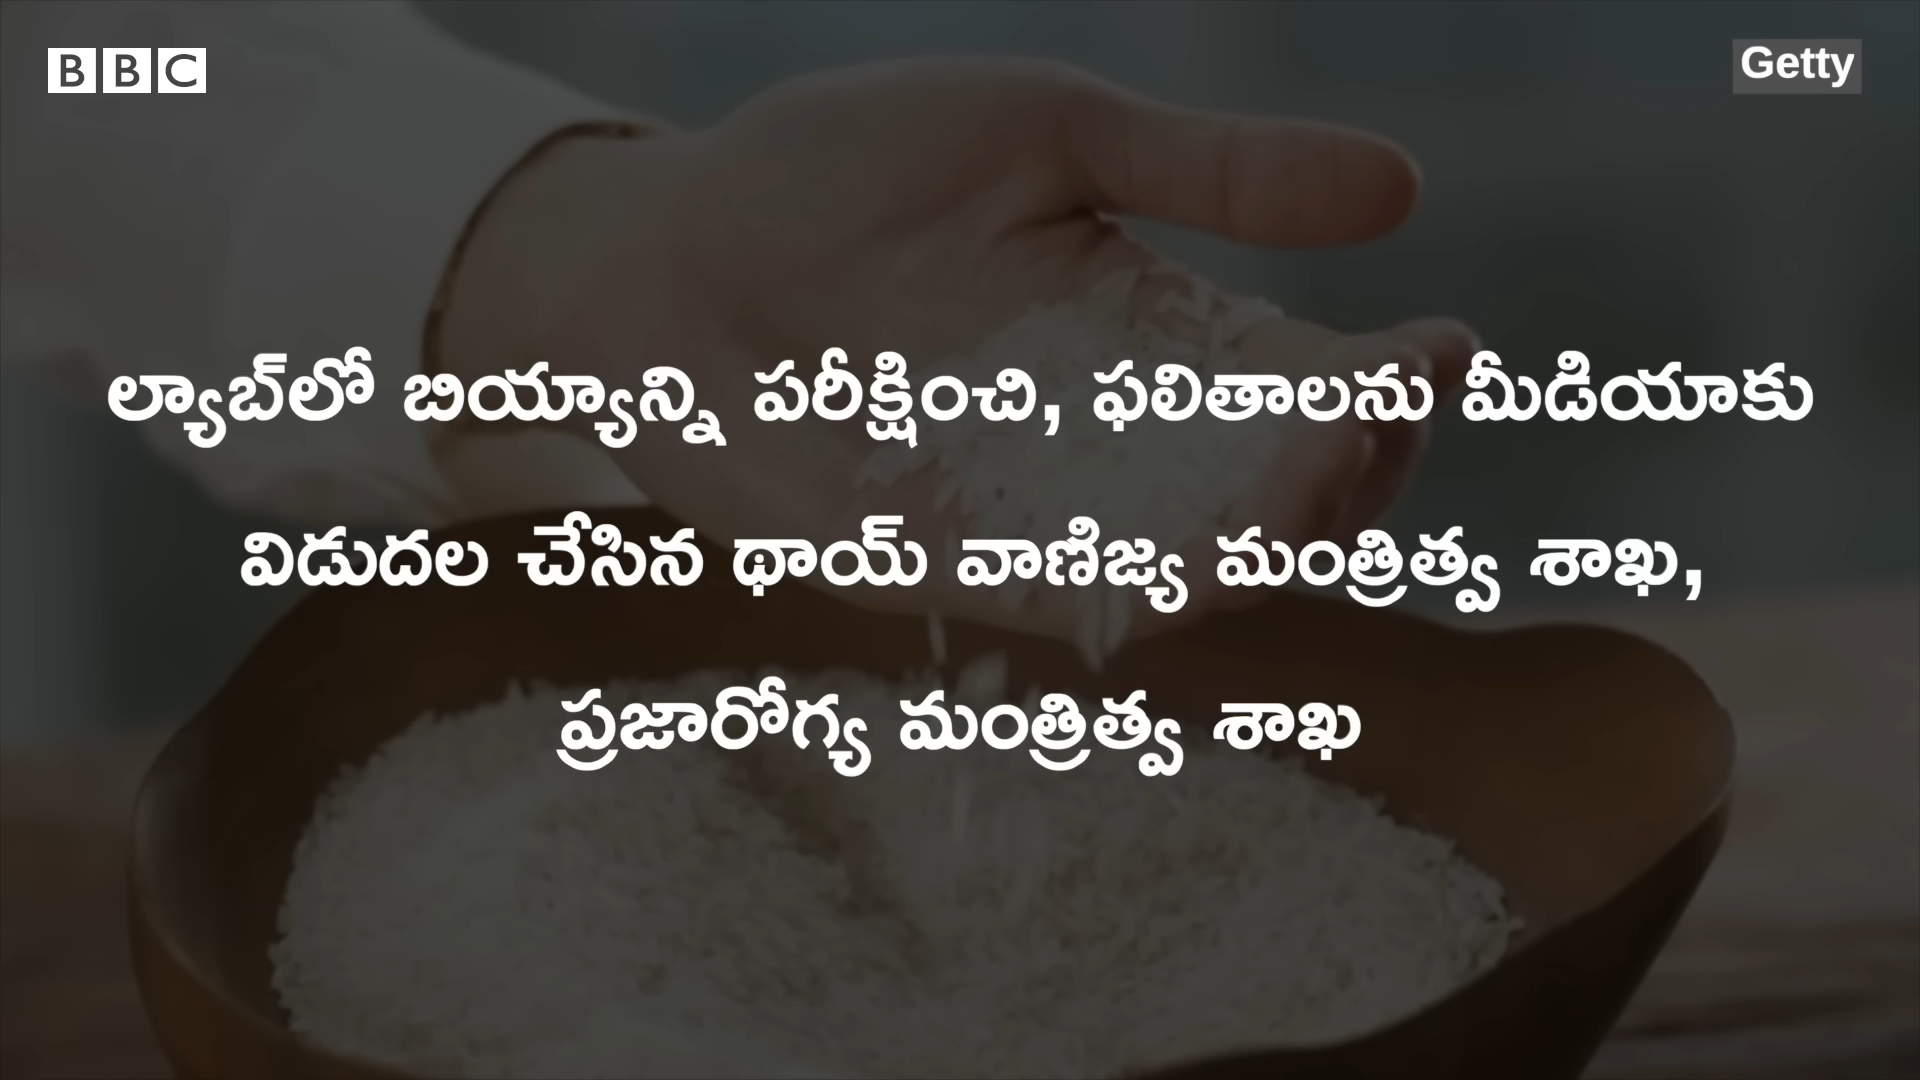 BBC
Getty
ల్యాబ్‌లో బియ్యాన్ని పరీక్షించి, ఫలితాలను మీడియాకు
విడుదల చేసిన థాయ్ వాణిజ్య మంత్రిత్వ శాఖ,
ప్రజారోగ్య మంత్రిత్వ శాఖ